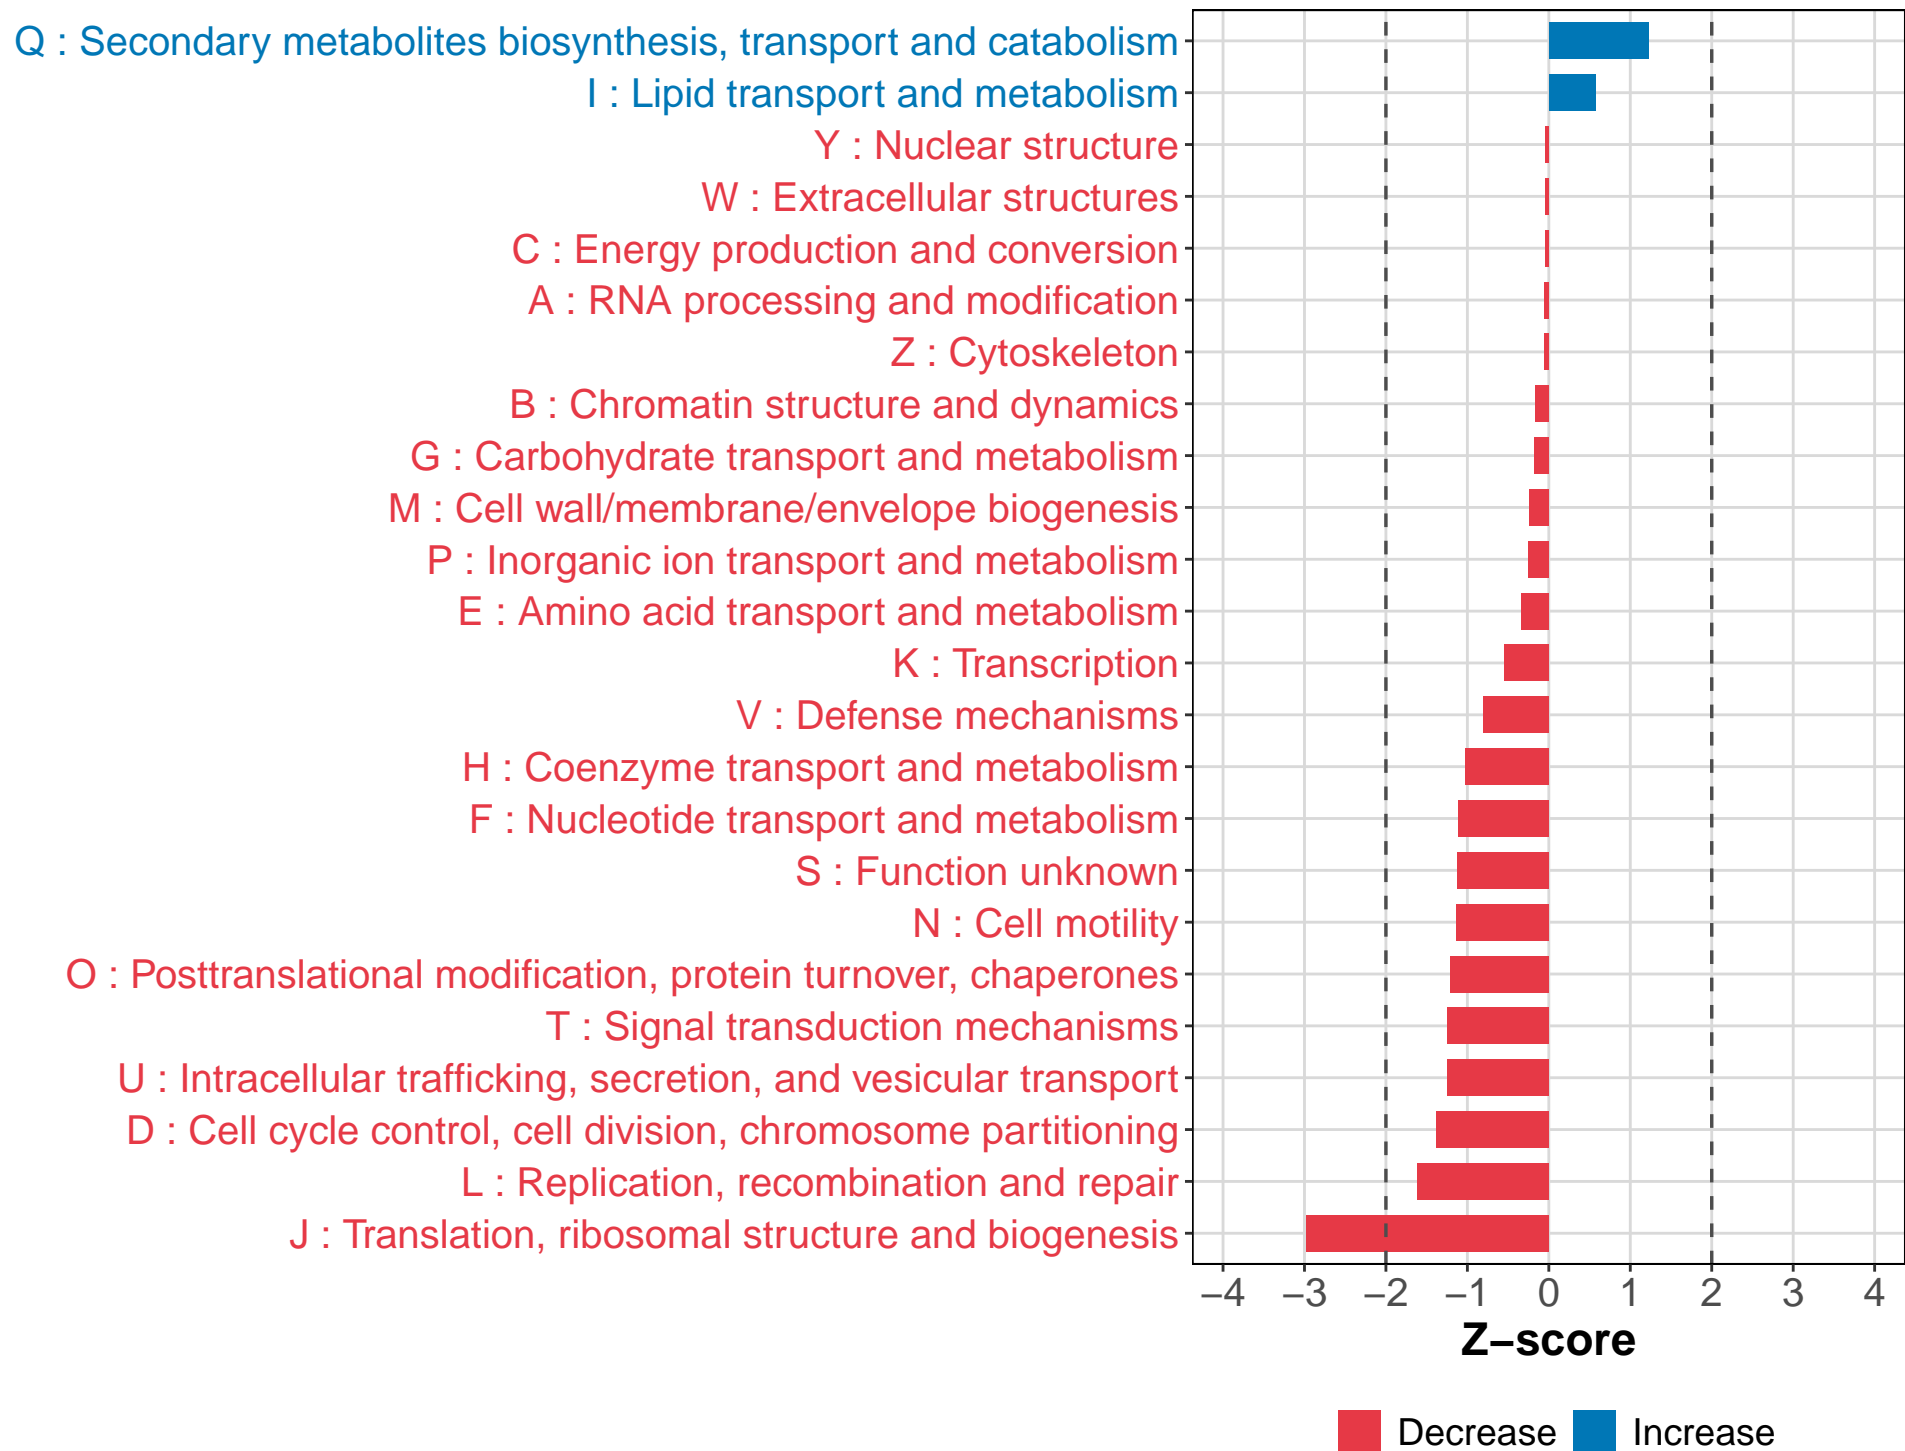 Q : Secondary metabolites biosynthesis, transport and catabolism
I : Lipid transport and metabolism
Y : Nuclear structure
W : Extracellular structures
C : Energy production and conversion
A : RNA processing and modification
Z : Cytoskeleton
B : Chromatin structure and dynamics
G : Carbohydrate transport and metabolism
M : Cell wall/membrane/envelope biogenesis
P : Inorganic ion transport and metabolism
E : Amino acid transport and metabolism
K : Transcription
V : Defense mechanisms
H : Coenzyme transport and metabolism
F : Nucleotide transport and metabolism
S : Function unknown
N : Cell motility
O : Posttranslational modification, protein turnover, chaperones
T : Signal transduction mechanisms
U : Intracellular trafficking, secretion, and vesicular transport
D : Cell cycle control, cell division, chromosome partitioning
L : Replication, recombination and repair
J : Translation, ribosomal structure and biogenesis
−4 −3 −2 −1 0 1 2 3 4
Z−score
Decrease Increase